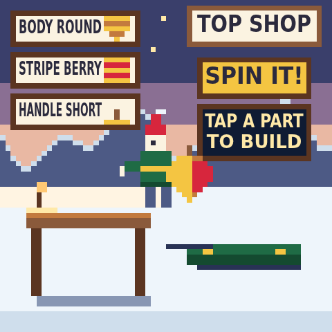 BODY ROUND
STRIPE BERRY
HANDLE SHORT
TOP SHOP
SPIN IT!
TAP A PART
TO BUILD